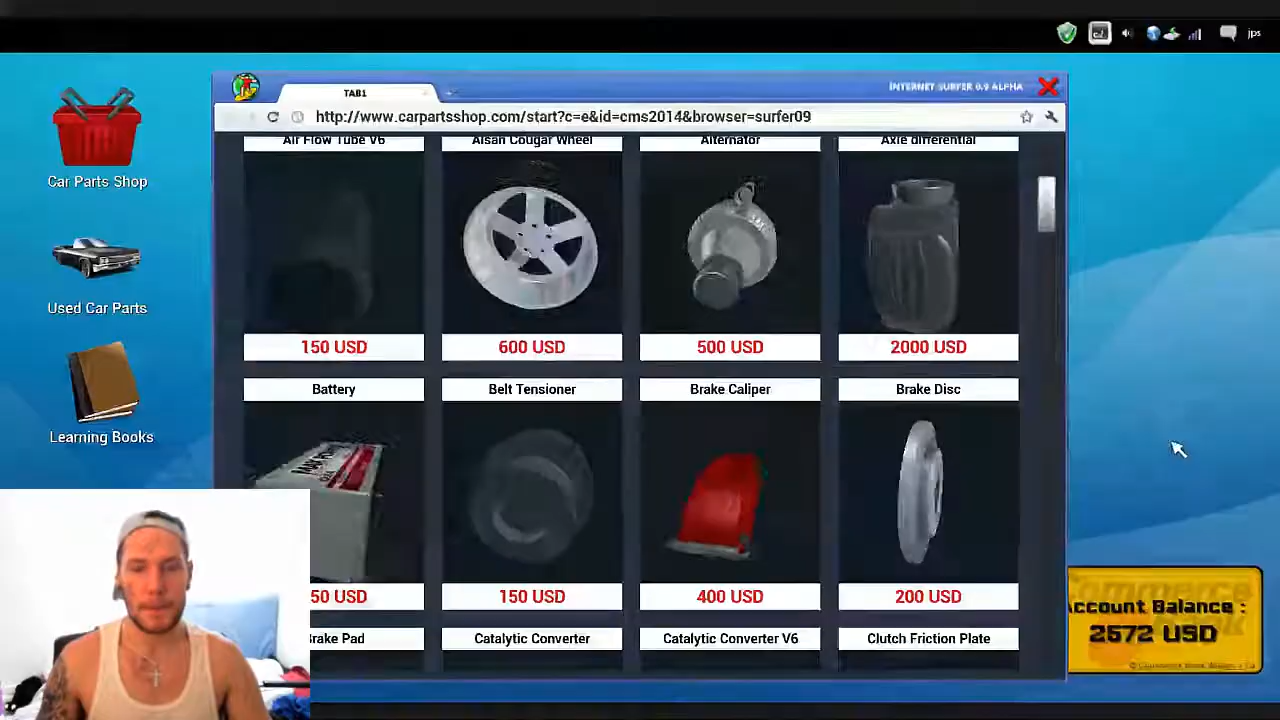 jps
TAB1
INTERNET SURFER 0.9 ALPHA
http://www.carpartsshop.com/start?c=e&id=cms2014&browser=surfer09
Air Flow Tube V6
Alsan Cougar Wheel
Alternator
Axle differential
150 USD
600 USD
500 USD
2000 USD
Battery
Belt Tensioner
Brake Caliper
Brake Disc
50 USD
150 USD
400 USD
200 USD
Brake Pad
Catalytic Converter
Catalytic Converter V6
Clutch Friction Plate
Car Parts Shop
Used Car Parts
Learning Books
Account Balance :
2572 USD